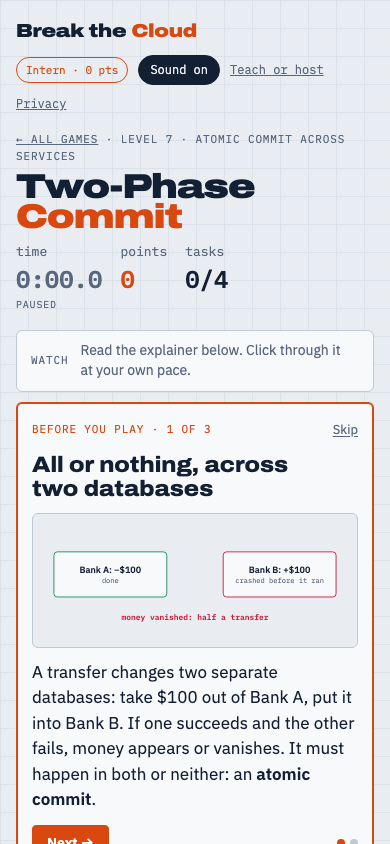 Break the Cloud
Intern · 0 pts
Sound on
Teach or host
Privacy
← ALL GAMES · LEVEL 7 · ATOMIC COMMIT ACROSS
SERVICES
Two-Phase
Commit
time
points
tasks
0:00.0
0
0/4
PAUSED
WATCH
Read the explainer below. Click through it
at your own pace.
BEFORE YOU PLAY · 1 OF 3
Skip
All or nothing, across
two databases
Bank A: −$100
done
Bank B: +$100
crashed before it ran
money vanished: half a transfer
A transfer changes two separate
databases: take $100 out of Bank A, put it
into Bank B. If one succeeds and the other
fails, money appears or vanishes. It must
happen in both or neither: an atomic
commit.
Next →